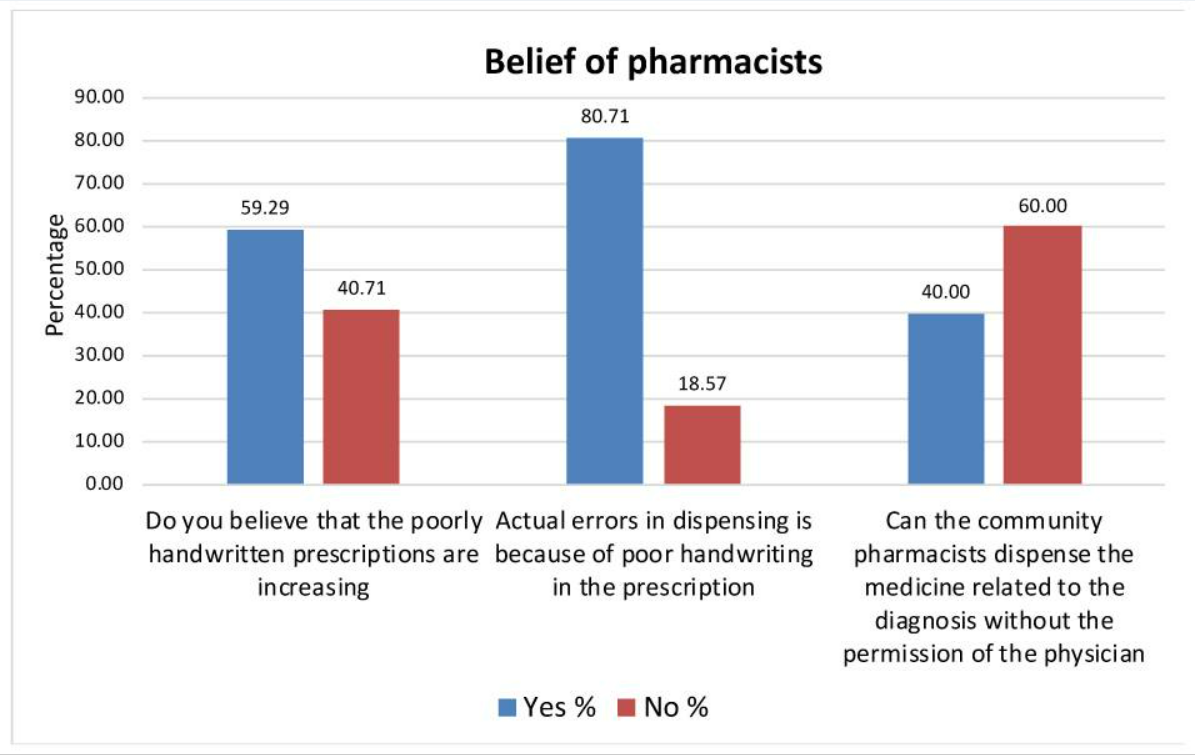 Belief of pharmacists
90.00
80.00
70.00
60.00
50.00
40.00
30.00
20.00
10.00
0.00
Percentage
59.29
40.71
80.71
18.57
40.00
60.00
Do you believe that the poorly
handwritten prescriptions are
increasing
Actual errors in dispensing is
because of poor handwriting
in the prescription
Can the community
pharmacists dispense the
medicine related to the
diagnosis without the
permission of the physician
Yes % No %